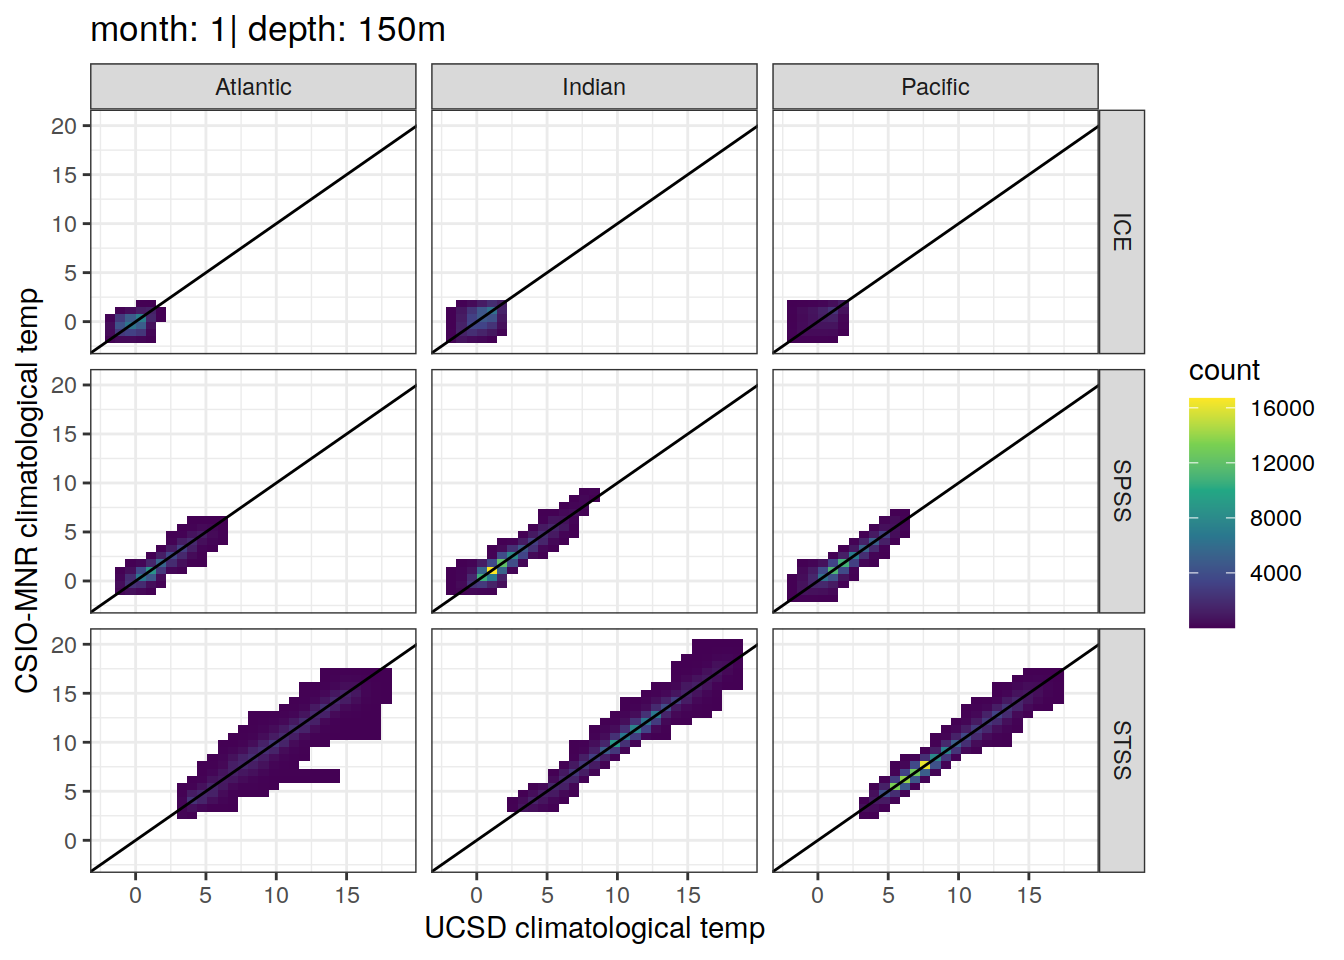 month: 1| depth: 150m
Atlantic
Indian
Pacific
20
15
10
5
0
ICE
20
15
10
5
0
SPSS
20
15
10
5
0
STSS
0 5 10 15
0 5 10 15
0 5 10 15
UCSD climatological temp
CSIO-MNR climatological temp
count
16000
12000
8000
4000